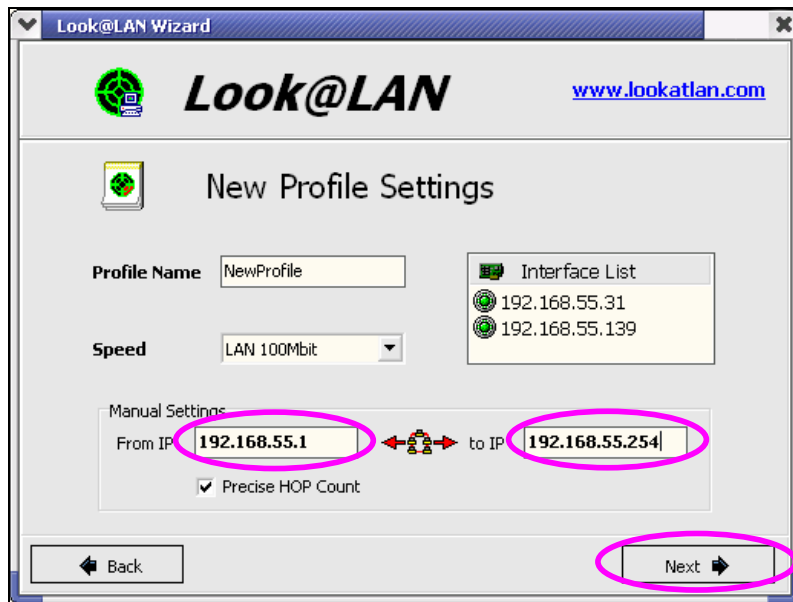 Look@LAN Wizard
Look@LAN
www.lookatlan.com
New Profile Settings
Profile Name
NewProfile
Interface List
192.168.55.31
192.168.55.139
Speed
LAN 100Mbit
Manual Settings
From IP 192.168.55.1 to IP 192.168.55.254
Precise HOP Count
Back
Next